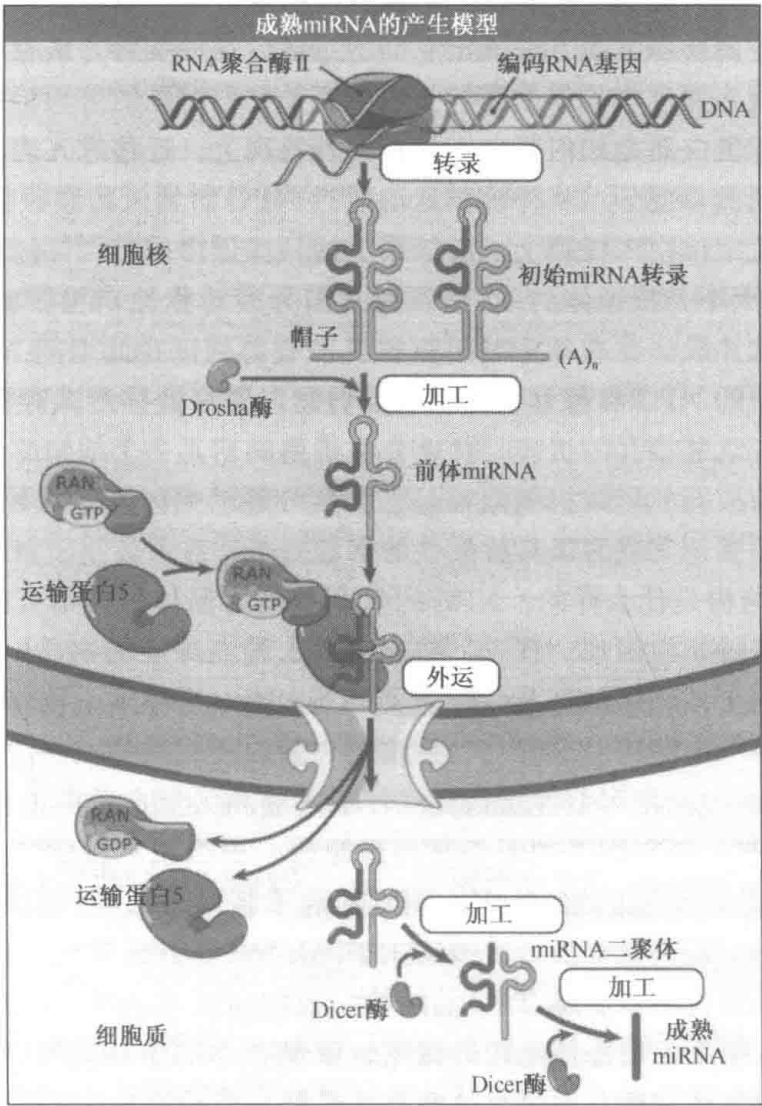 成熟miRNA的产生模型
RNA聚合酶Ⅱ
编码RNA基因
DNA
转录
细胞核
初始miRNA转录
帽子
(A)n
Drosha酶
加工
前体miRNA
RAN
GTP
运输蛋白5
RAN
GTP
外运
RAN
GDP
运输蛋白5
加工
miRNA二聚体
Dicer酶
加工
细胞质
成熟
miRNA
Dicer酶